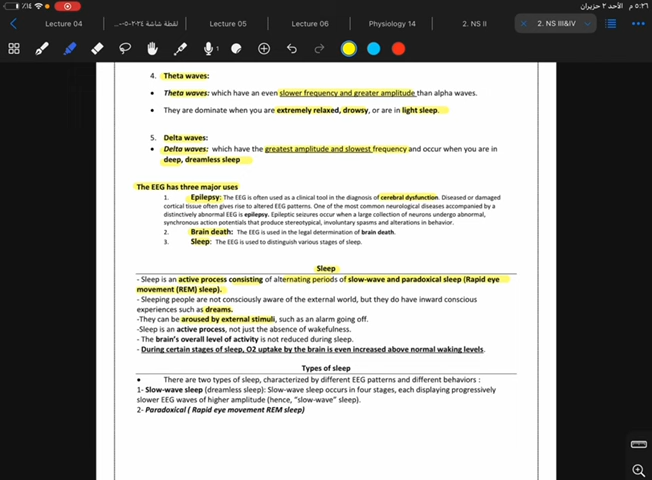 ٪١٤
٥:٢٦ م الأحد ٢ حزيران
Lecture 04
لقطة شاشة ٢٠٢٤-٠٥-...
Lecture 05
Lecture 06
Physiology 14
2. NS II
2. NS III&IV
1
4. Theta waves:
• Theta waves: which have an even slower frequency and greater amplitude than alpha waves.
• They are dominate when you are extremely relaxed, drowsy, or are in light sleep.
5. Delta waves:
• Delta waves: which have the greatest amplitude and slowest frequency and occur when you are in
deep, dreamless sleep
The EEG has three major uses
1. Epilepsy: The EEG is often used as a clinical tool in the diagnosis of cerebral dysfunction. Diseased or damaged
cortical tissue often gives rise to altered EEG patterns. One of the most common neurological diseases accompanied by a
distinctively abnormal EEG is epilepsy. Epileptic seizures occur when a large collection of neurons undergo abnormal,
synchronous action potentials that produce stereotypical, involuntary spasms and alterations in behavior.
2. Brain death: The EEG is used in the legal determination of brain death.
3. Sleep: The EEG is used to distinguish various stages of sleep.
Sleep
- Sleep is an active process consisting of alternating periods of slow-wave and paradoxical sleep (Rapid eye
movement (REM) sleep).
- Sleeping people are not consciously aware of the external world, but they do have inward conscious
experiences such as dreams.
-They can be aroused by external stimuli, such as an alarm going off.
-Sleep is an active process, not just the absence of wakefulness.
- The brain's overall level of activity is not reduced during sleep.
- During certain stages of sleep, O2 uptake by the brain is even increased above normal waking levels.
Types of sleep
• There are two types of sleep, characterized by different EEG patterns and different behaviors :
1- Slow-wave sleep (dreamless sleep): Slow-wave sleep occurs in four stages, each displaying progressively
slower EEG waves of higher amplitude (hence, "slow-wave" sleep).
2- Paradoxical ( Rapid eye movement REM sleep)